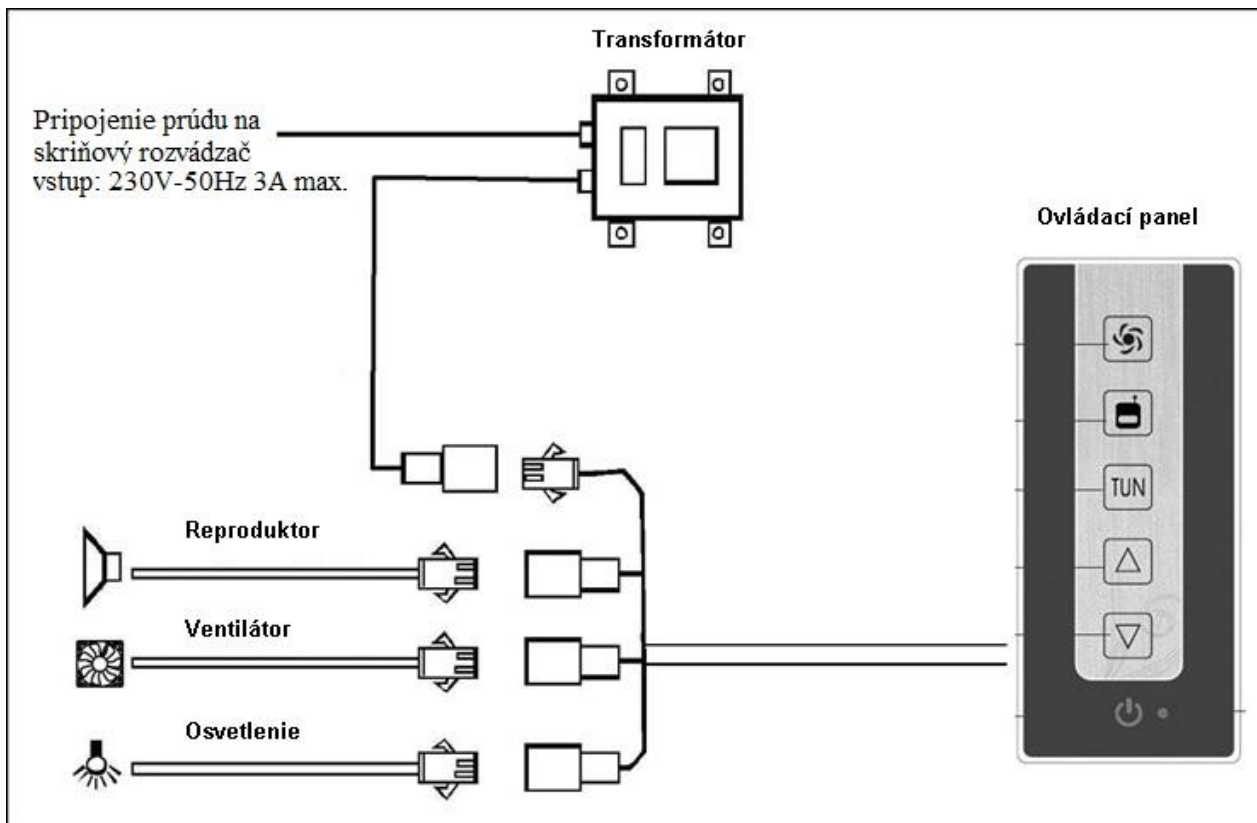 Transformátor
Pripojenie prúdu na
skriňový rozvádzač
vstup: 230V-50Hz 3A max.
Ovládací panel
TUN
Reproduktor
Ventilátor
Osvetlenie